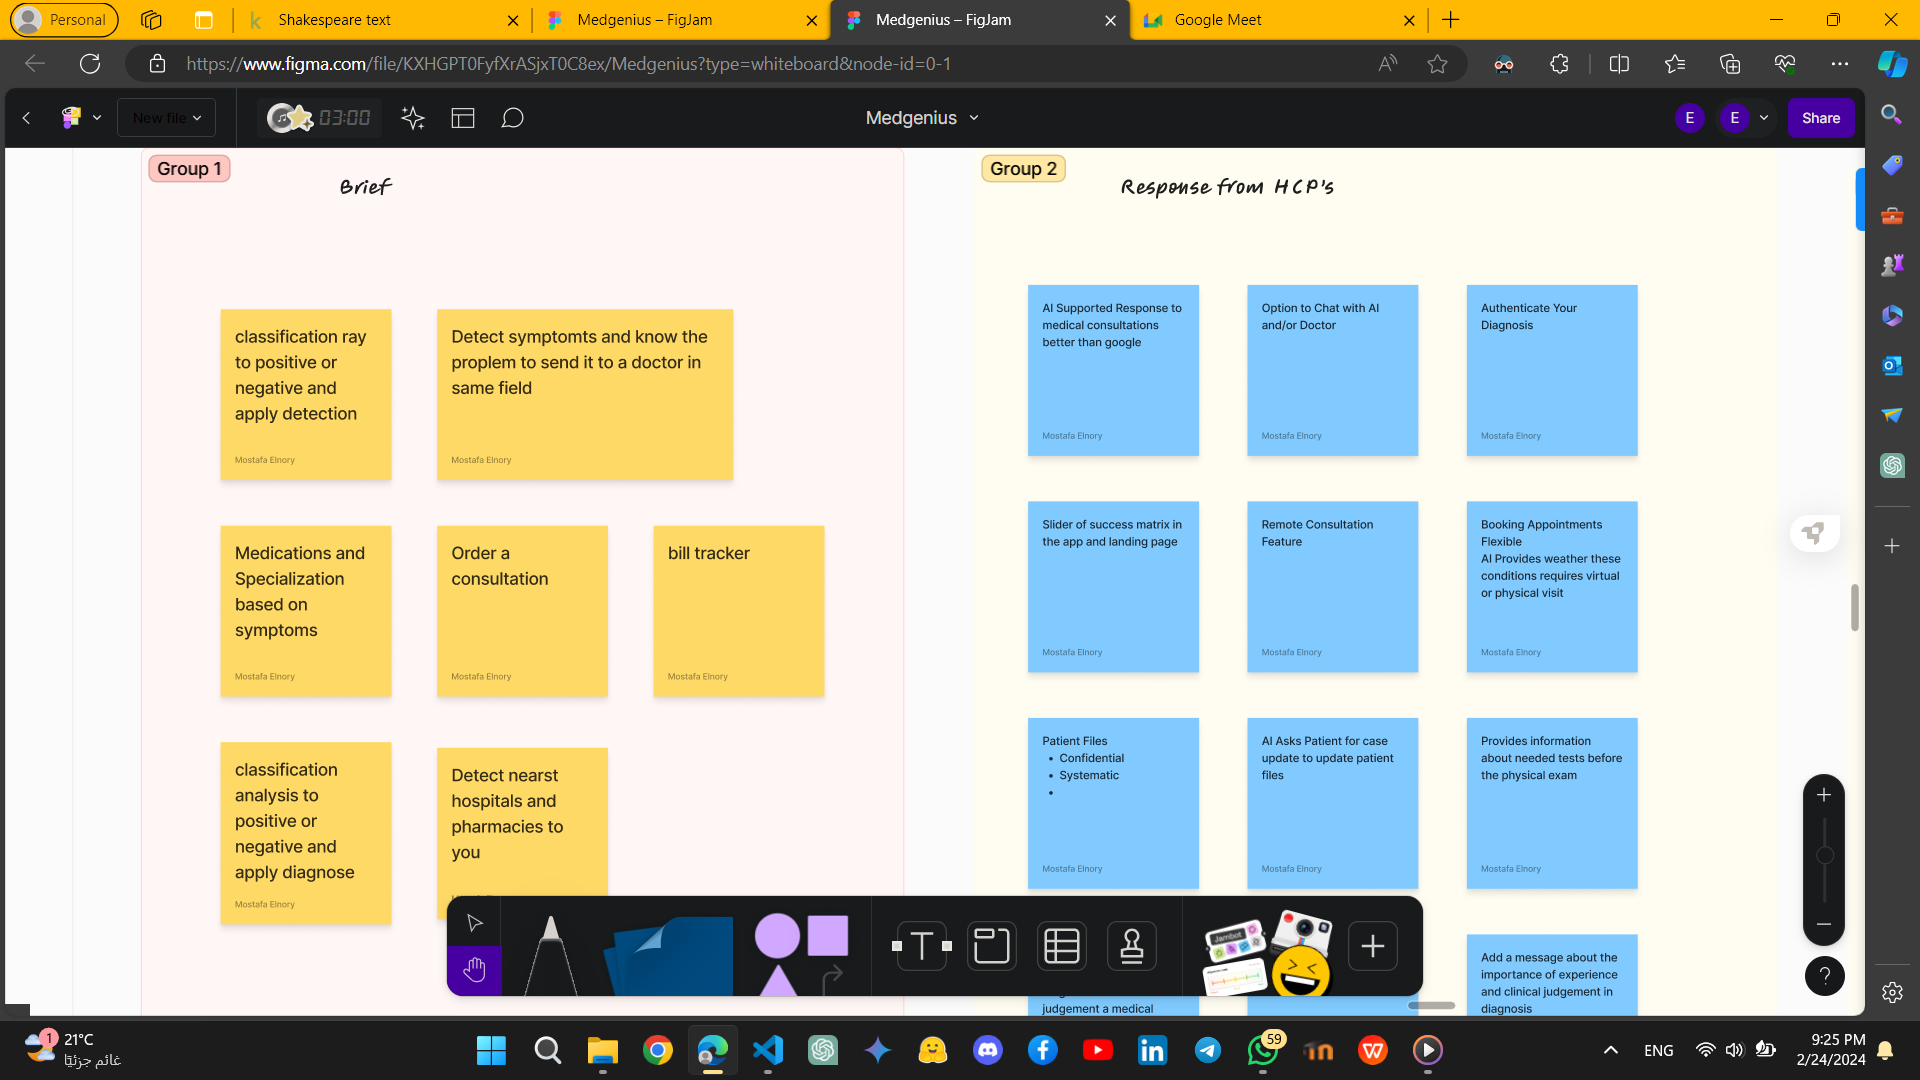 Personal
Shakespeare text
Medgenius – FigJam
Medgenius – FigJam
Google Meet
https://www.figma.com/file/KXHGPT0FyfXrASjxT0C8ex/Medgenius?type=whiteboard&node-id=0-1
New file
03:00
Medgenius
E
E
Share
Group 1
Brief
classification ray
to positive or
negative and
apply detection
Mostafa Elnory
Detect symptomts and know the
proplem to send it to a doctor in
same field
Mostafa Elnory
Medications and
Specialization
based on
symptoms
Mostafa Elnory
Order a
consultation
Mostafa Elnory
bill tracker
Mostafa Elnory
classification
analysis to
positive or
negative and
apply diagnose
Mostafa Elnory
Detect nearst
hospitals and
pharmacies to
you
Group 2
Response from HCP's
AI Supported Response to
medical consultations
better than google
Mostafa Elnory
Option to Chat with AI
and/or Doctor
Mostafa Elnory
Authenticate Your
Diagnosis
Mostafa Elnory
Slider of success matrix in
the app and landing page
Mostafa Elnory
Remote Consultation
Feature
Mostafa Elnory
Booking Appointments
Flexible
AI Provides weather these
conditions requires virtual
or physical visit
Mostafa Elnory
Patient Files
• Confidential
• Systematic
•
Mostafa Elnory
AI Asks Patient for case
update to update patient
files
Mostafa Elnory
Provides information
about needed tests before
the physical exam
Mostafa Elnory
judgement a medical
Add a message about the
importance of experience
and clinical judgement in
diagnosis
Jambot
T
?
1
21°C
غائم جزئيًا
59
ENG
9:25 PM
2/24/2024